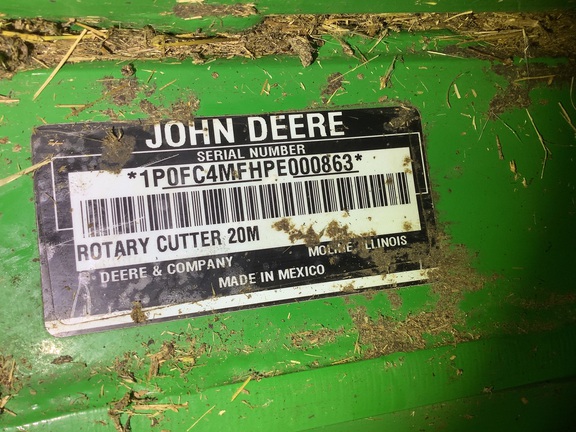 JOHN DEERE
SERIAL NUMBER
*1P0FC4MFHPE000863*
ROTARY CUTTER 20M
DEERE & COMPANY MOLINE, ILLINOIS
MADE IN MEXICO